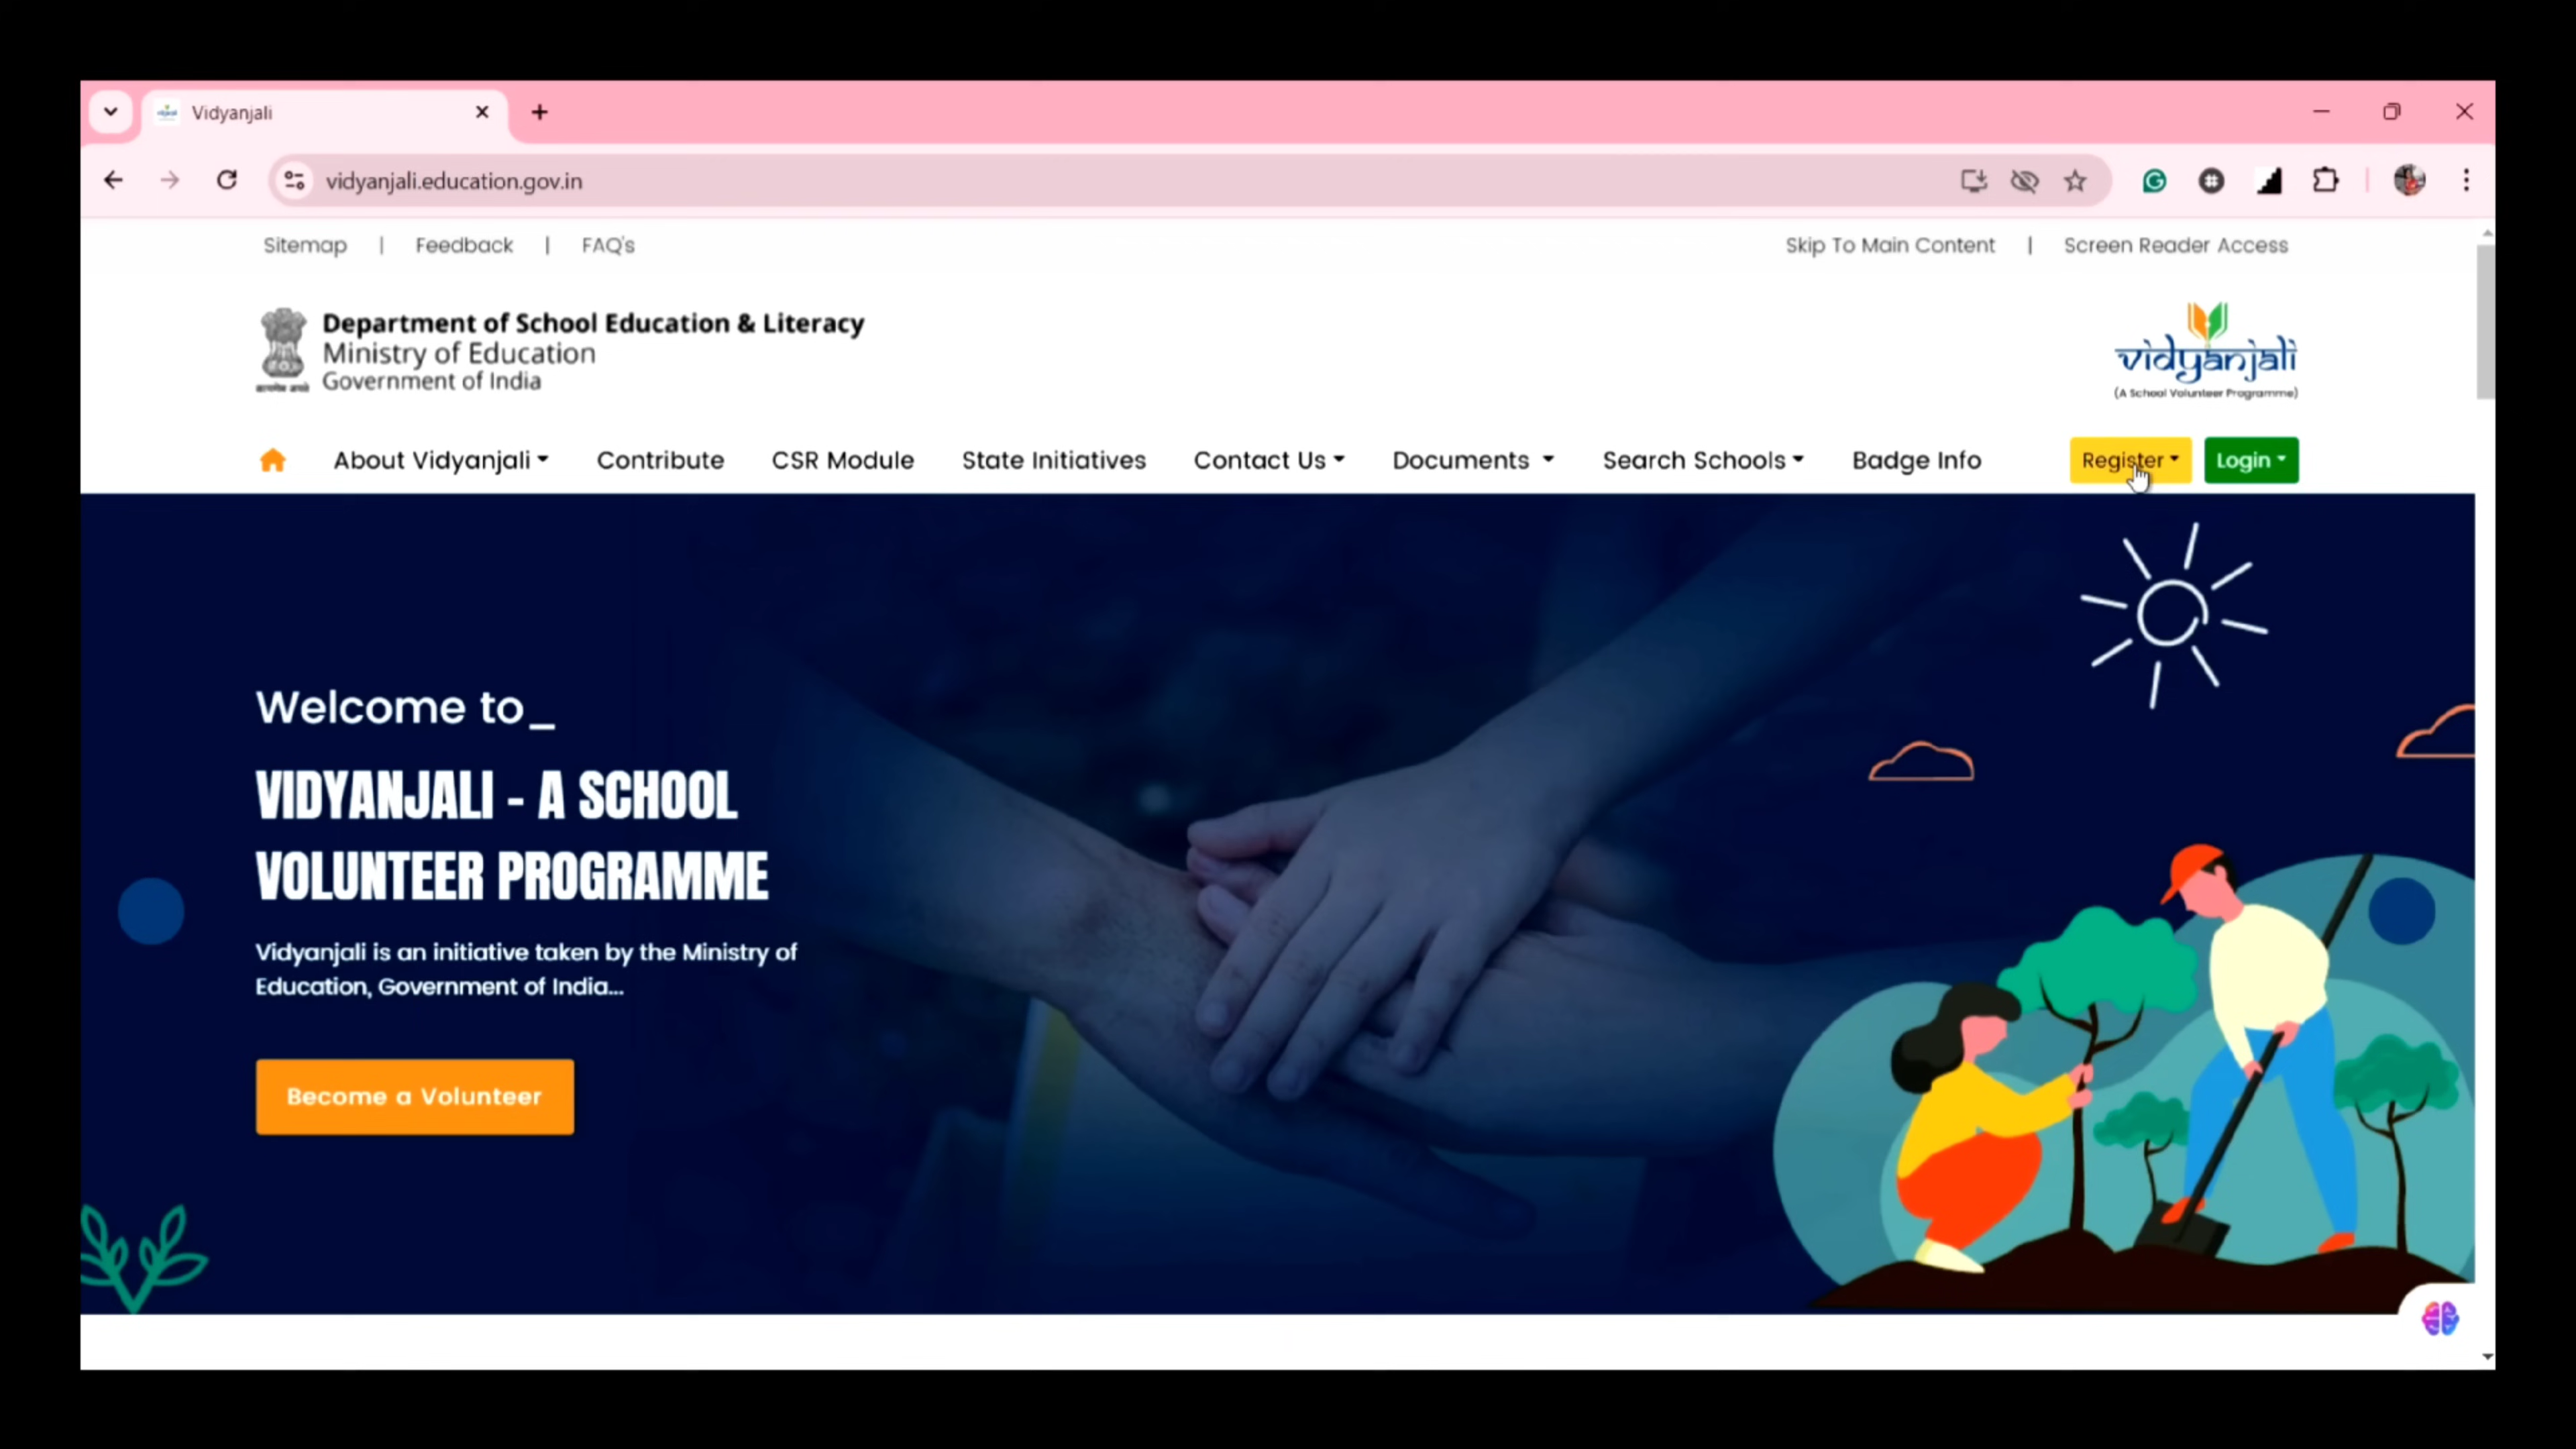 Vidyanjali
vidyanjali.education.gov.in
Sitemap | Feedback | FAQ's
Skip To Main Content | Screen Reader Access
Department of School Education & Literacy
Ministry of Education
Government of India
vidyanjali
(A School Volunteer Programme)
About Vidyanjali Contribute CSR Module State Initiatives Contact Us Documents Search Schools Badge Info Register Login
Welcome to_
VIDYANJALI - A SCHOOL
VOLUNTEER PROGRAMME
Vidyanjali is an initiative taken by the Ministry of
Education, Government of India...
Become a Volunteer